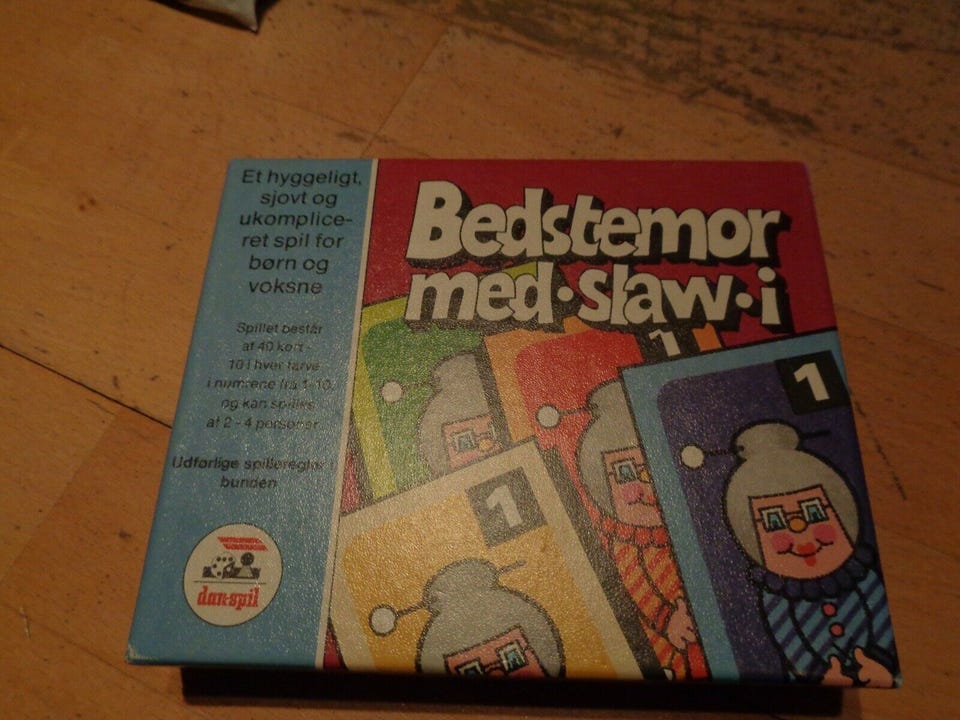 Et hyggeligt,
sjovt og
ukomplice-
ret spil for
børn og
voksne
Spillet består
af 40 kort -
10 i hver farve
i numrene fra 1-10,
og kan spilles
af 2 - 4 personer
Udførlige spilleregler i
bunden
dan-spil
Bedstemor
med·slaw·i
1
1
1